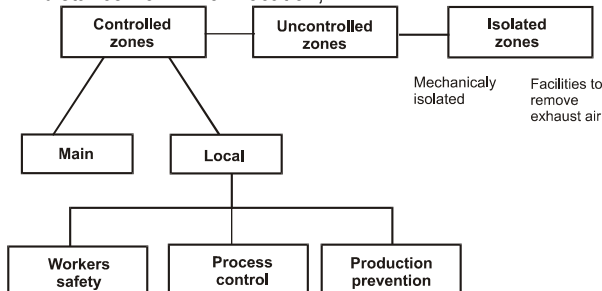 Controlled
zones
Uncontrolled
zones
Isolated
zones
Mechanicaly
isolated
Facilities to
remove
exhaust air
Main
Local
Workers
safety
Process
control
Production
prevention